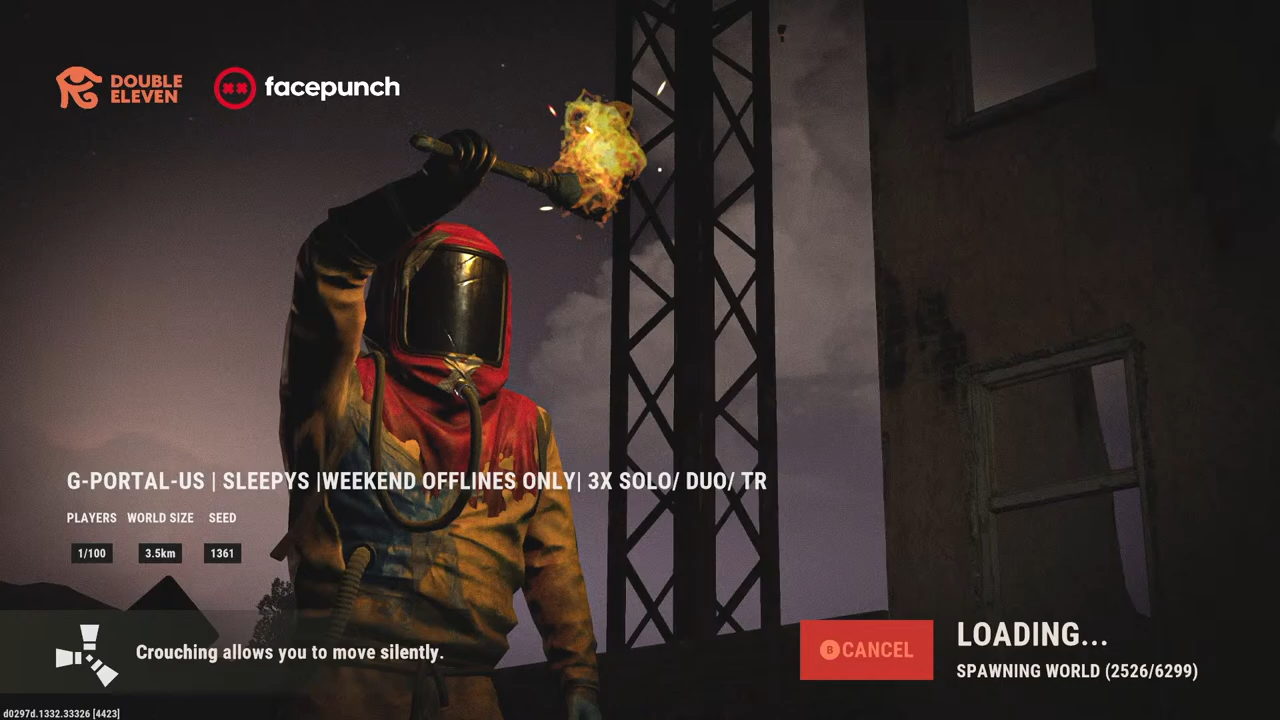 DOUBLE
ELEVEN
facepunch
G-PORTAL-US | SLEEPYS |WEEKEND OFFLINES ONLY| 3X SOLO/ DUO/ TR
PLAYERS WORLD SIZE SEED
1/100 3.5km 1361
Crouching allows you to move silently.
B CANCEL
LOADING...
SPAWNING WORLD (2526/6299)
d0297d.1332.33326 [4423]